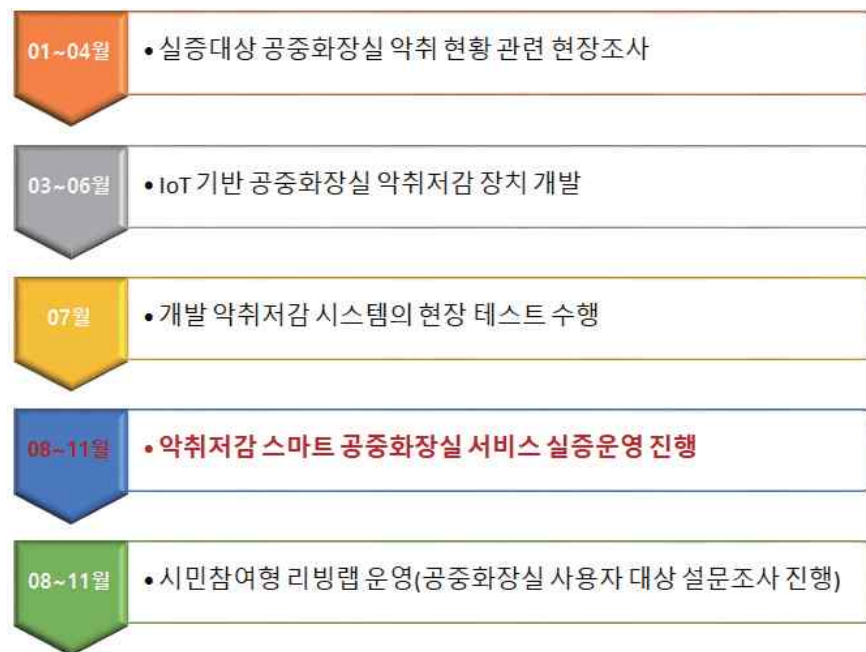 01~04월
• 실증대상 공중화장실 악취 현황 관련 현장조사
03~06월
• IoT 기반 공중화장실 악취저감 장치 개발
07월
• 개발 악취저감 시스템의 현장 테스트 수행
08~11월
• 악취저감 스마트 공중화장실 서비스 실증운영 진행
08~11월
• 시민참여형 리빙랩 운영(공중화장실 사용자 대상 설문조사 진행)